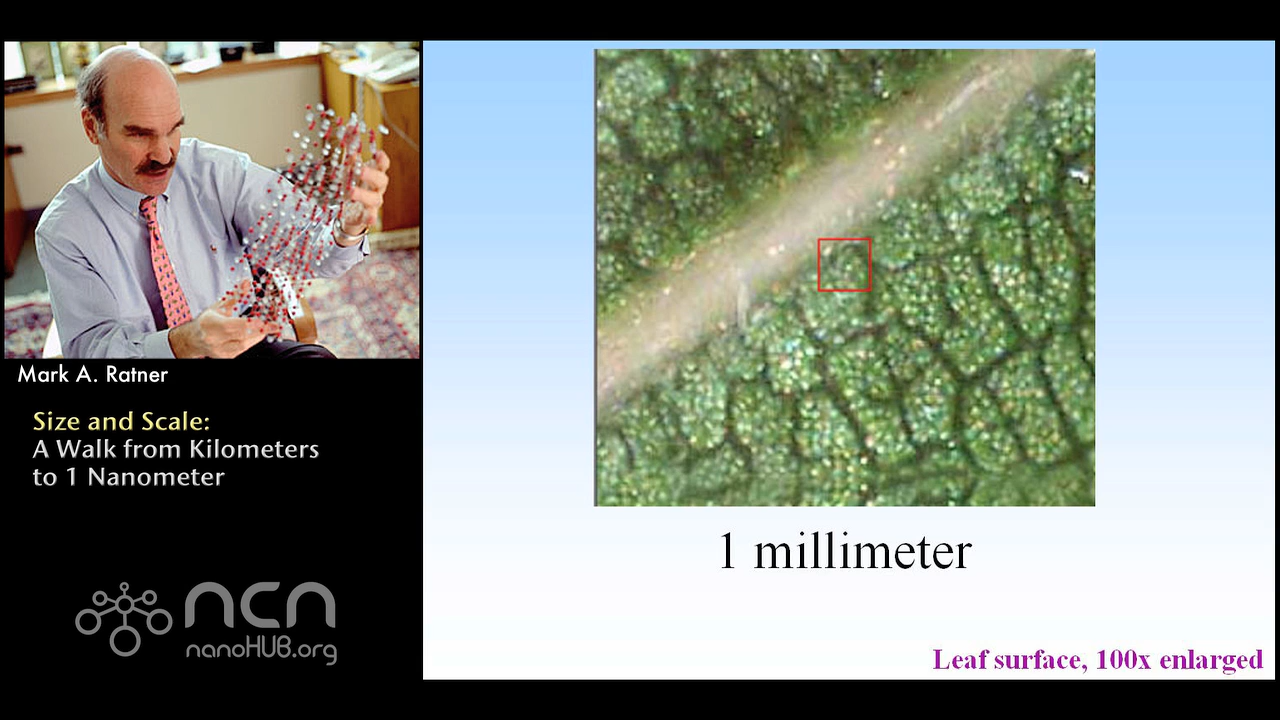 Mark A. Ratner
Size and Scale:
A Walk from Kilometers
to 1 Nanometer
ncn
nanoHUB.org
1 millimeter
Leaf surface, 100x enlarged